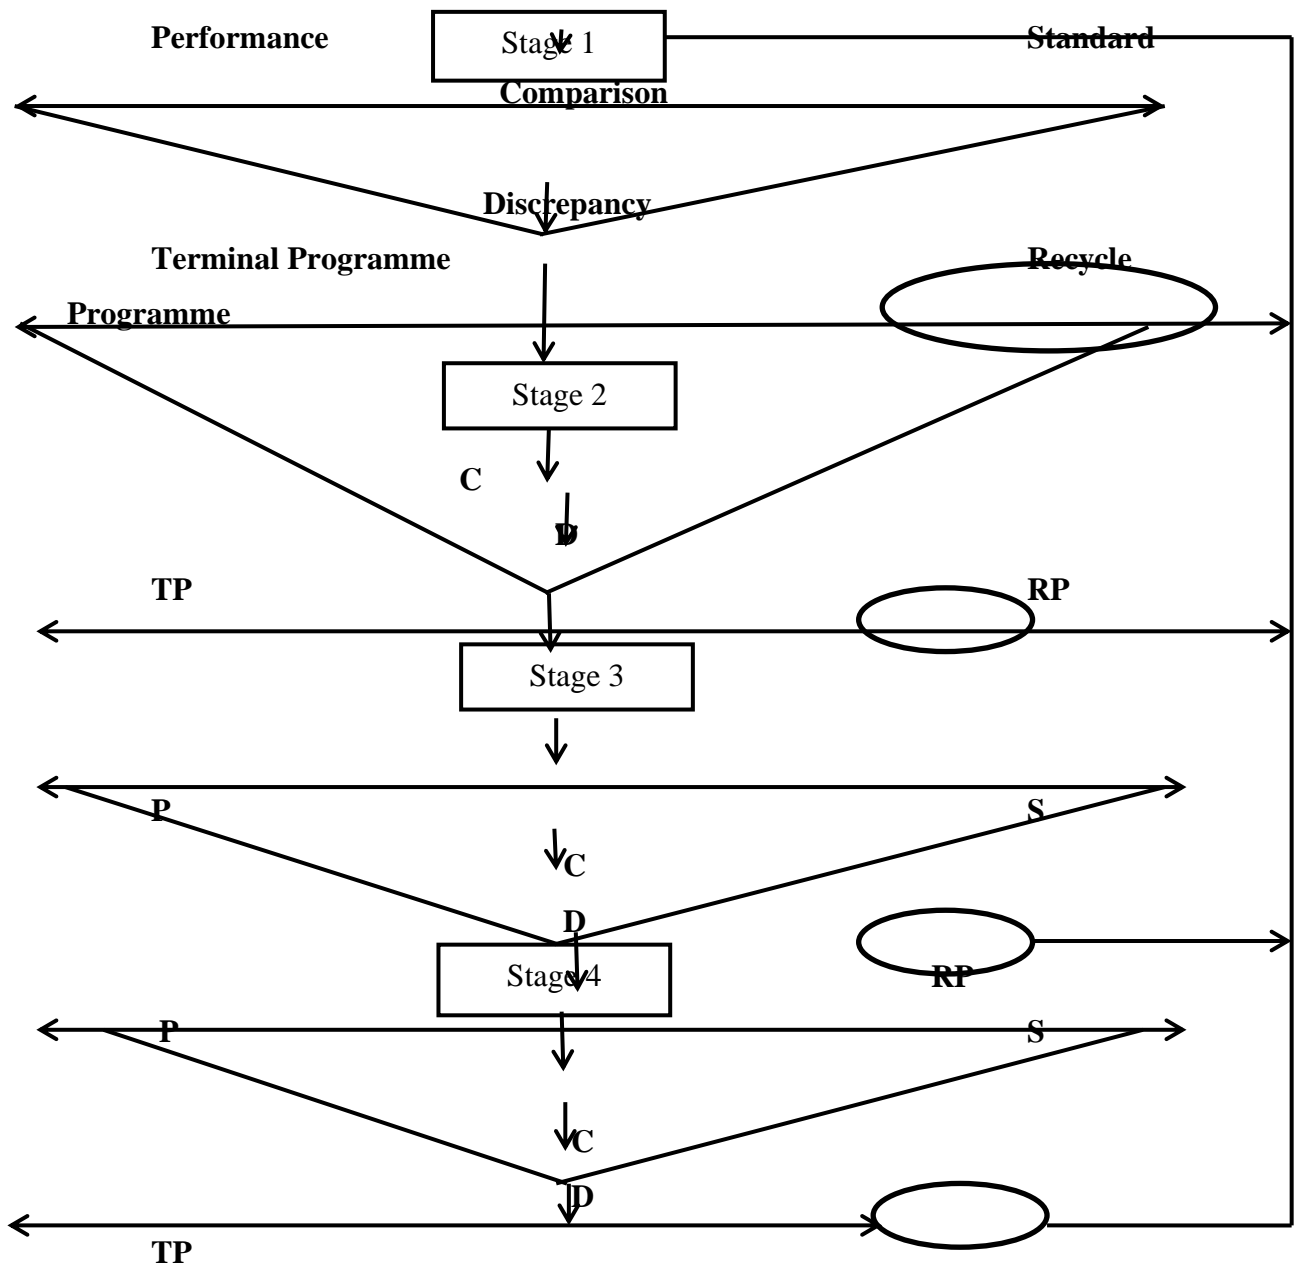 Performance Stage 1 Standard
Comparison
Discrepancy
Terminal Programme Recycle
Programme
Stage 2
C
D
TP RP
Stage 3
P S
C
D
Stage 4 RP
P S
C
D
TP